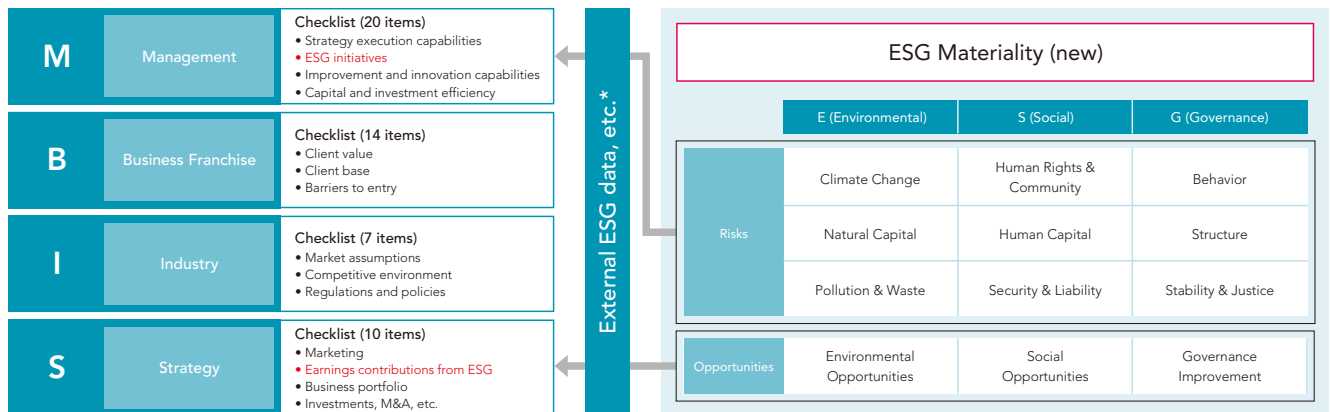 M
Management
Checklist (20 items)
• Strategy execution capabilities
• ESG initiatives
• Improvement and innovation capabilities
• Capital and investment efficiency
B
Business Franchise
Checklist (14 items)
• Client value
• Client base
• Barriers to entry
I
Industry
Checklist (7 items)
• Market assumptions
• Competitive environment
• Regulations and policies
S
Strategy
Checklist (10 items)
• Marketing
• Earnings contributions from ESG
• Business portfolio
• Investments, M&A, etc.
External ESG data, etc.*
ESG Materiality (new)
E (Environmental)
S (Social)
G (Governance)
Risks
Climate Change
Human Rights &
Community
Behavior
Natural Capital
Human Capital
Structure
Pollution & Waste
Security & Liability
Stability & Justice
Opportunities
Environmental
Opportunities
Social
Opportunities
Governance
Improvement